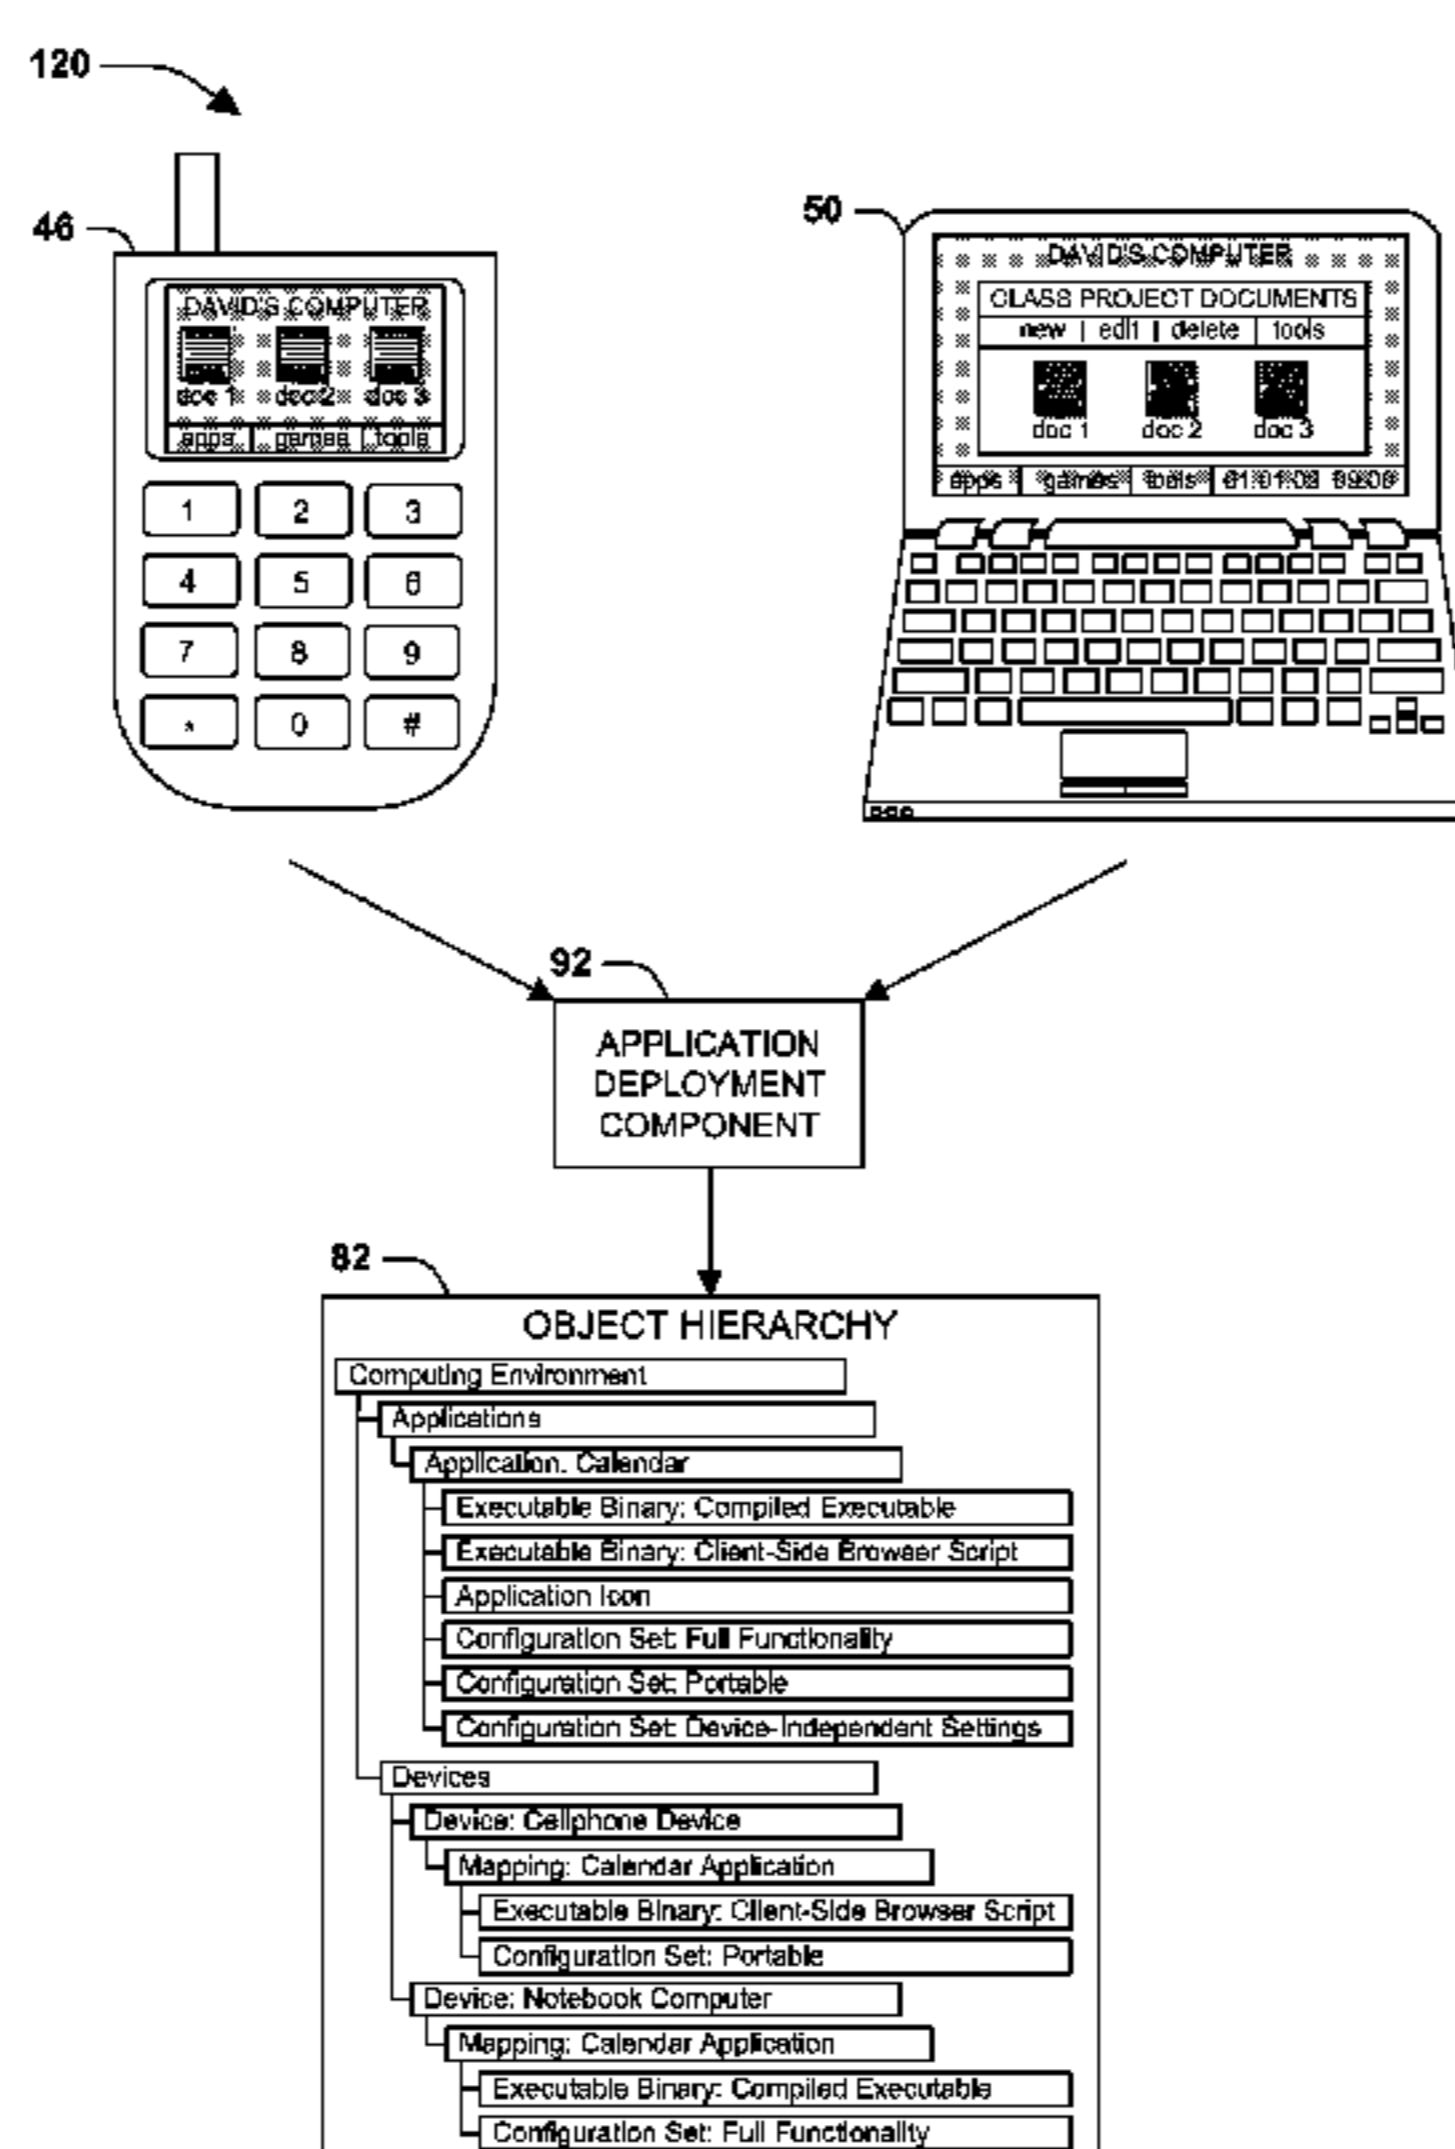 120
46
50
DAVID'S COMPUTER
doc 1 doc 2 doc 3
apps games tools
1 2 3
4 5 6
7 8 9
* 0 #
DAVID'S COMPUTER
CLASS PROJECT DOCUMENTS
new | edit | delete | tools
doc 1 doc 2 doc 3
apps games tools
92
APPLICATION
DEPLOYMENT
COMPONENT
82
OBJECT HIERARCHY
Computing Environment
Applications
Application. Calendar
Executable Binary: Compiled Executable
Executable Binary: Client-Side Browser Script
Application Icon
Configuration Set: Full Functionality
Configuration Set: Portable
Configuration Set: Device-Independent Settings
Devices
Device: Cellphone Device
Mapping: Calendar Application
Executable Binary: Client-Side Browser Script
Configuration Set: Portable
Device: Notebook Computer
Mapping: Calendar Application
Executable Binary: Compiled Executable
Configuration Set: Full Functionality